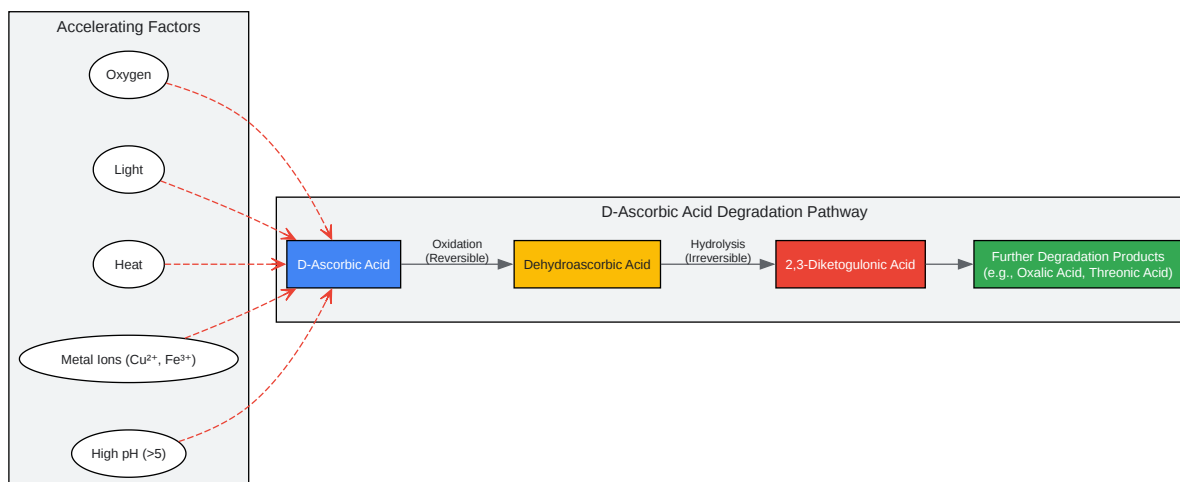 Accelerating Factors
Oxygen
Light
Heat
Metal Ions (Cu²⁺, Fe³⁺)
High pH (>5)
D-Ascorbic Acid Degradation Pathway
D-Ascorbic Acid
Oxidation
(Reversible)
Dehydroascorbic Acid
Hydrolysis
(Irreversible)
2,3-Diketogulonic Acid
Further Degradation Products
(e.g., Oxalic Acid, Threonic Acid)